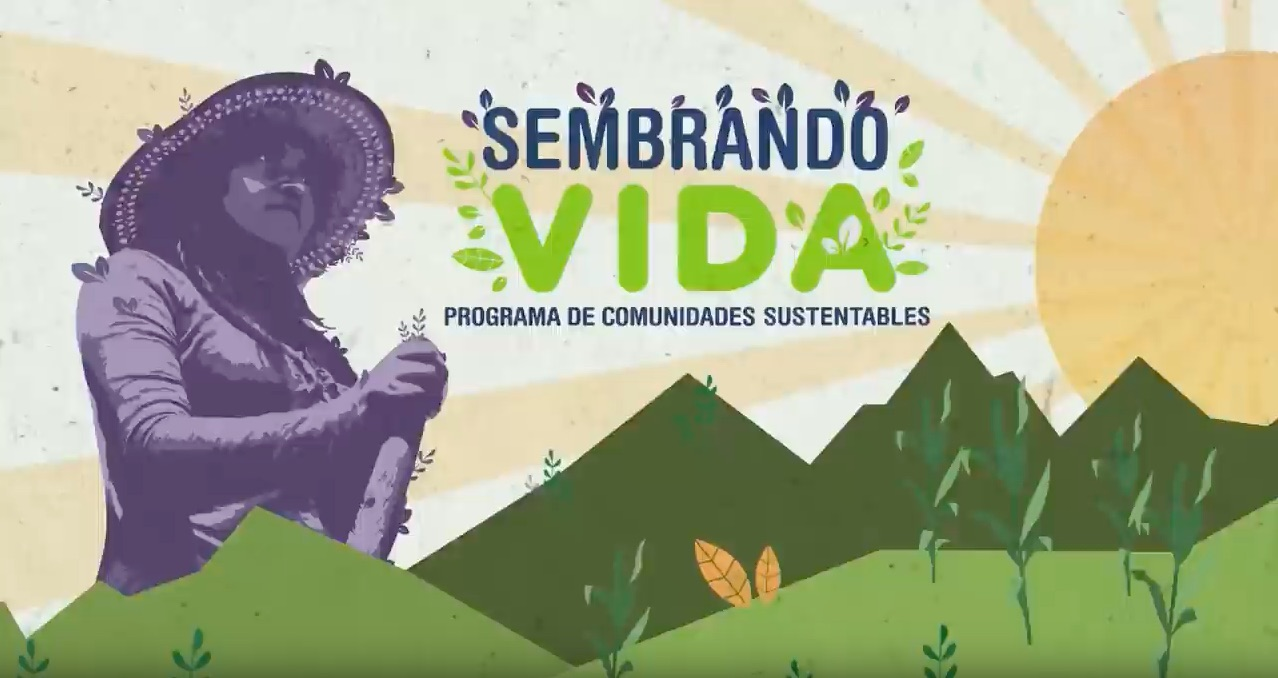 SEMBRANDO
VIDA
PROGRAMA DE COMUNIDADES SUSTENTABLES